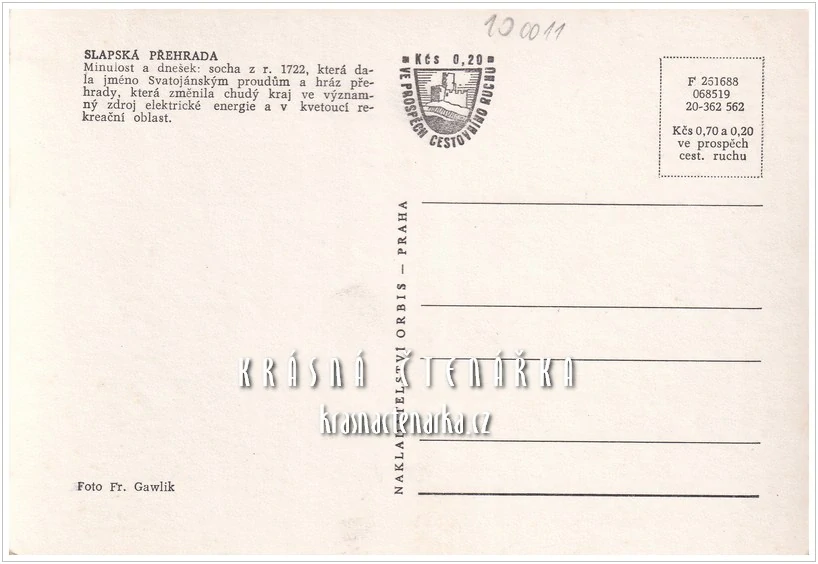 10 0011
SLAPSKÁ PŘEHRADA
Minulost a dnešek: socha z r. 1722, která da-
la jméno Svatojánským proudům a hráz pře-
hrady, která změnila chudý kraj ve význam-
ný zdroj elektrické energie a v kvetoucí re-
kreační oblast.
Kčs 0,20
VE PROSPĚCH CESTOVNÍHO RUCHU
F 251688
068519
20-362 562
Kčs 0,70 a 0,20
ve prospěch
cest. ruchu
NAKLADATELSTVÍ ORBIS — PRAHA
KRÁSNÁ ČTENÁŘKA
krasnactenarka.cz
Foto Fr. Gawlik